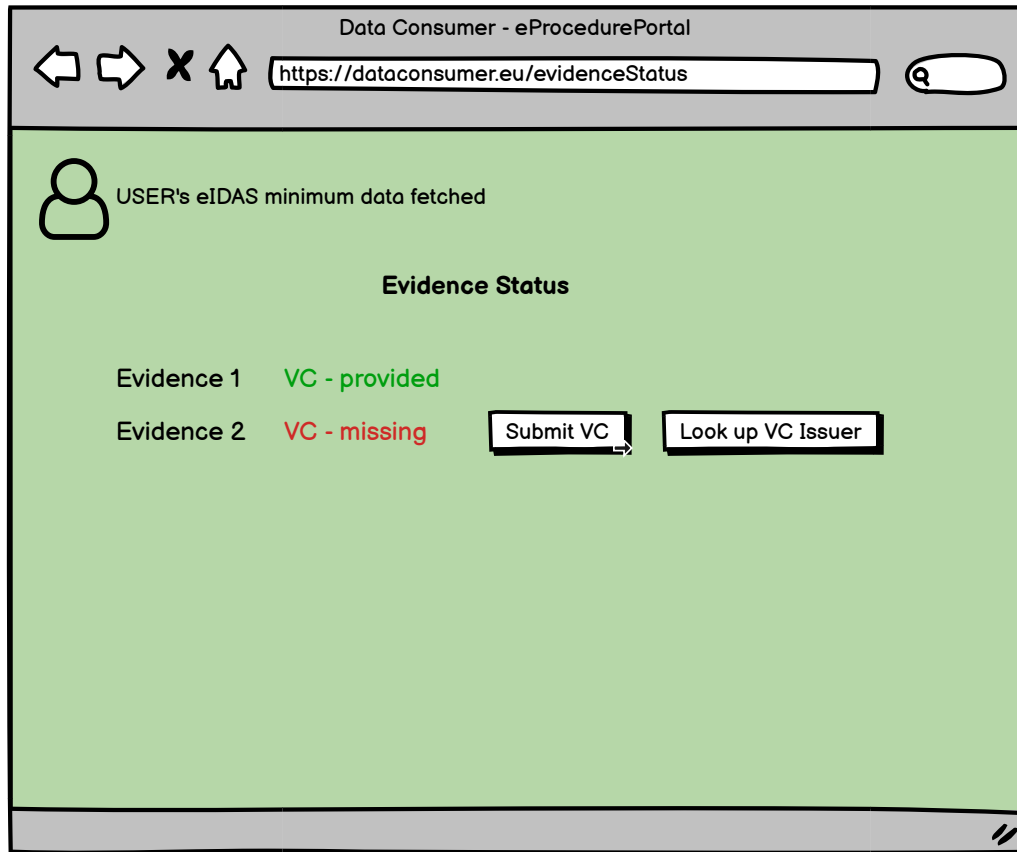 Data Consumer - eProcedurePortal
https://dataconsumer.eu/evidenceStatus
USER's eIDAS minimum data fetched
Evidence Status
Evidence 1 VC - provided
Evidence 2 VC - missing Submit VC Look up VC Issuer